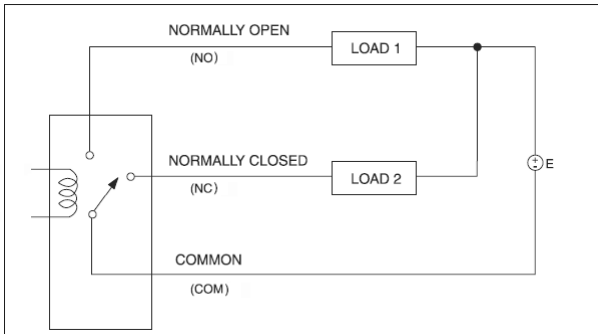 NORMALLY OPEN
(NO)
LOAD 1
NORMALLY CLOSED
(NC)
LOAD 2
+
-
E
COMMON
(COM)